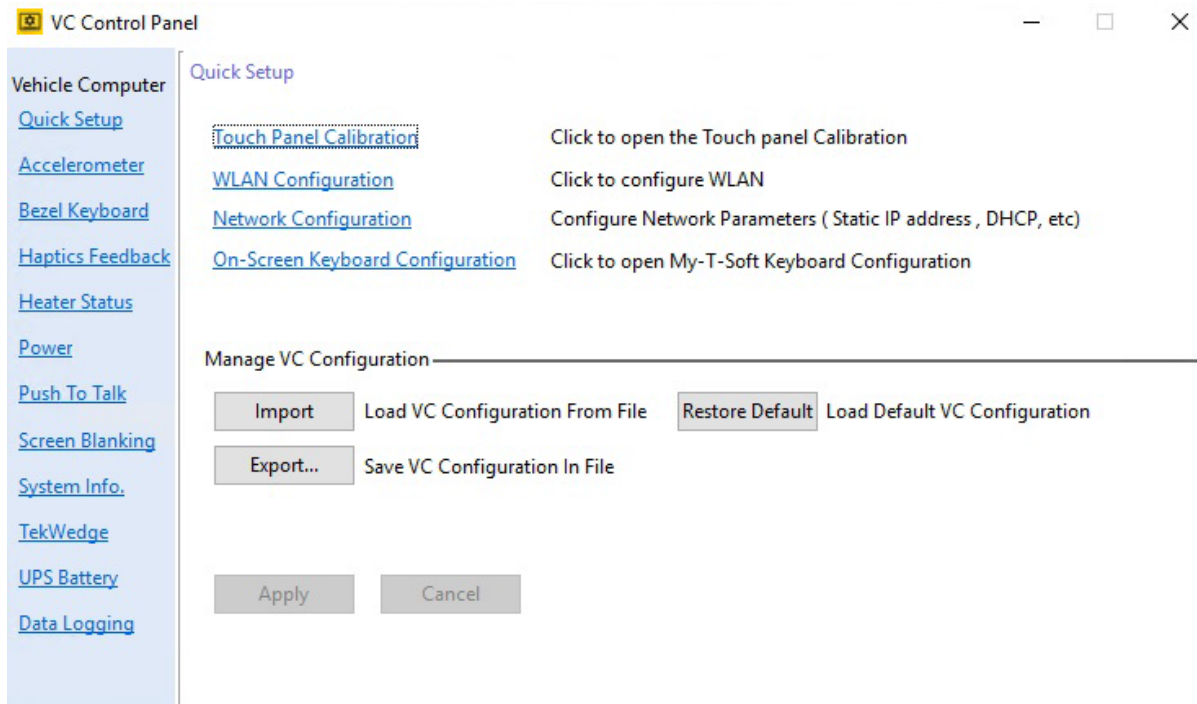 VC Control Panel
Vehicle Computer
Quick Setup
Accelerometer
Bezel Keyboard
Haptics Feedback
Heater Status
Power
Push To Talk
Screen Blanking
System Info.
TekWedge
UPS Battery
Data Logging
Quick Setup
Touch Panel Calibration Click to open the Touch panel Calibration
WLAN Configuration Click to configure WLAN
Network Configuration Configure Network Parameters ( Static IP address , DHCP, etc)
On-Screen Keyboard Configuration Click to open My-T-Soft Keyboard Configuration
Manage VC Configuration
Import Load VC Configuration From File Restore Default Load Default VC Configuration
Export... Save VC Configuration In File
Apply Cancel